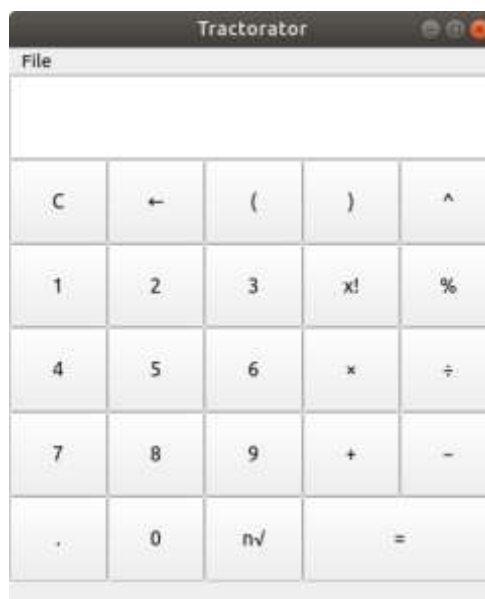 Tractorator
File
C ← ( ) ^
1 2 3 x! %
4 5 6 × ÷
7 8 9 + −
. 0 n√ =